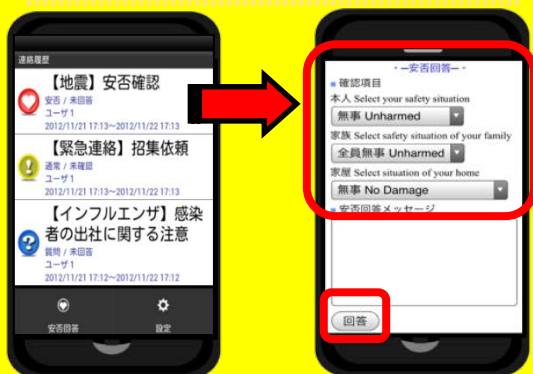 連絡履歴
【地震】安否確認
安否 / 未回答
ユーザ1
2012/11/21 17:13～2012/11/22 17:13
【緊急連絡】招集依頼
通常 / 未確認
ユーザ1
2012/11/21 17:13～2012/11/22 17:13
【インフルエンザ】感染
者の出社に関する注意
質問 / 未回答
ユーザ1
2012/11/21 17:12～2012/11/22 17:12
安否回答
設定
-－安否回答－-
確認項目
本人 Select your safety situation
無事 Unharmed
家族 Select safety situation of your family
全員無事 Unharmed
家屋 Select situation of your home
無事 No Damage
安否回答メッセージ
回答